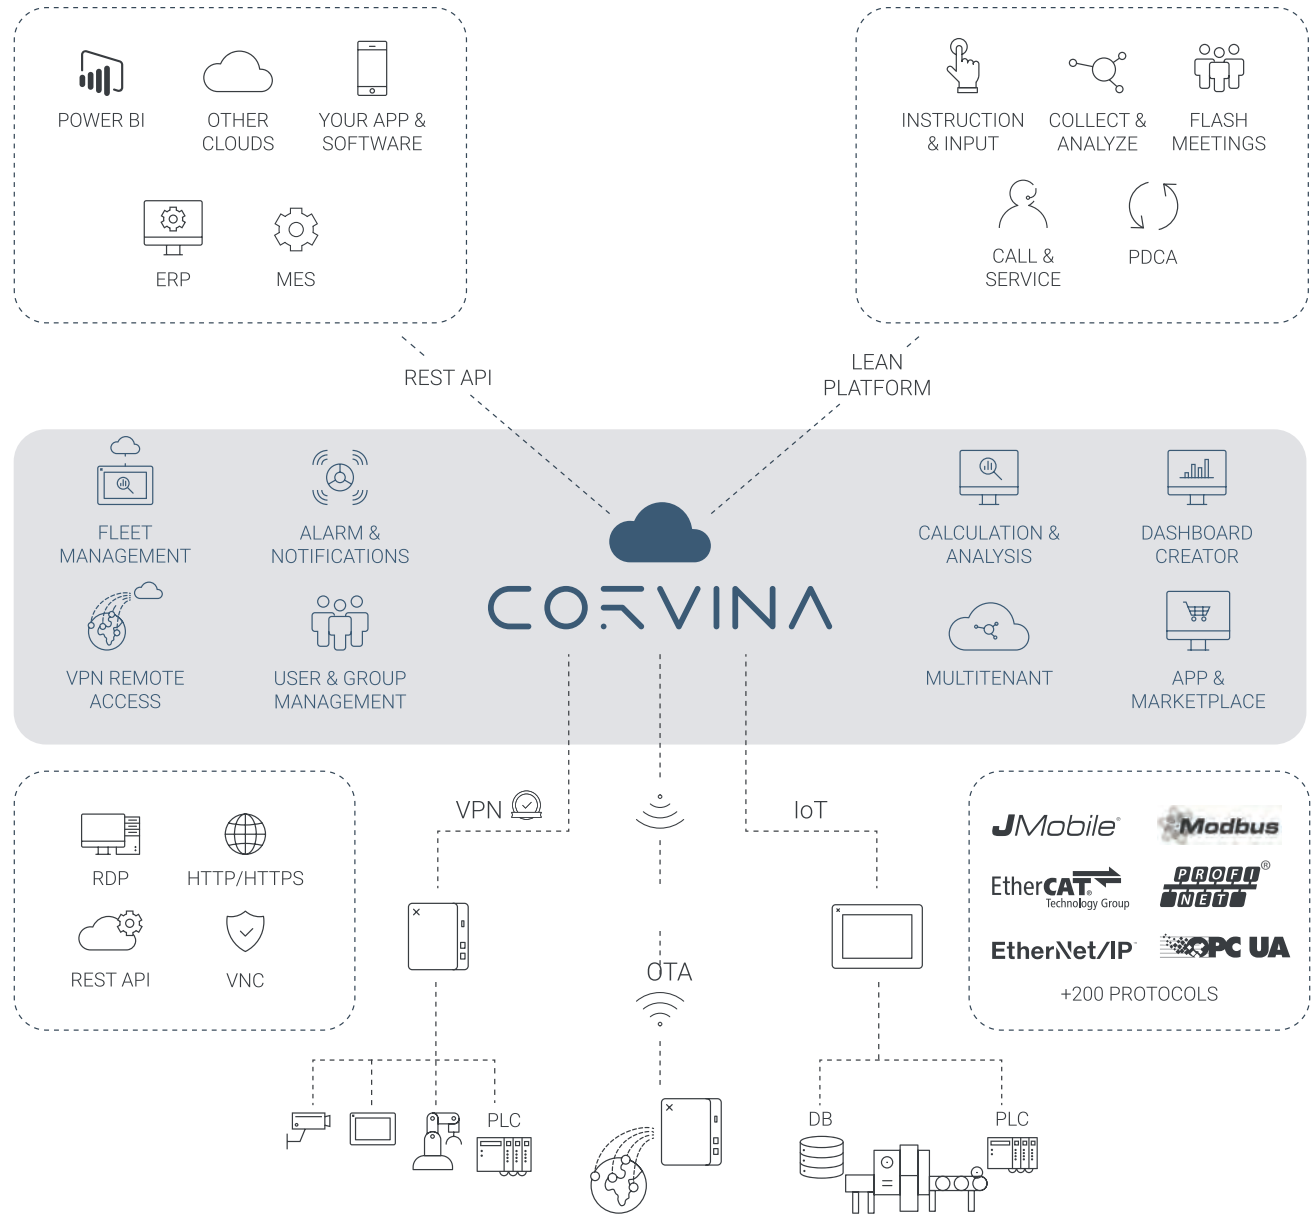 POWER BI
OTHER
CLOUDS
YOUR APP &
SOFTWARE
ERP
MES
INSTRUCTION
& INPUT
COLLECT &
ANALYZE
FLASH
MEETINGS
CALL &
SERVICE
PDCA
REST API
LEAN
PLATFORM
FLEET
MANAGEMENT
ALARM &
NOTIFICATIONS
VPN REMOTE
ACCESS
USER & GROUP
MANAGEMENT
CORVINA
CALCULATION &
ANALYSIS
DASHBOARD
CREATOR
MULTITENANT
APP &
MARKETPLACE
RDP
HTTP/HTTPS
REST API
VNC
VPN
IoT
OTA
JMobile®
Modbus
EtherCAT®
Technology Group
PROFI®
NET
EtherNet/IP™
OPC UA
+200 PROTOCOLS
PLC
DB
PLC